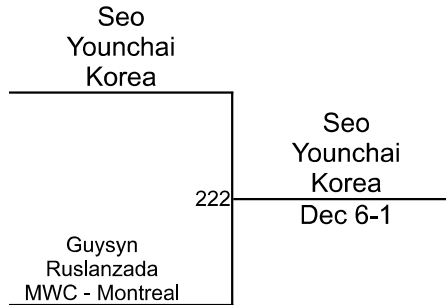 Seo
Younchai
Korea
222
Seo
Younchai
Korea
Dec 6-1
Guysyn
Ruslanzada
MWC - Montreal